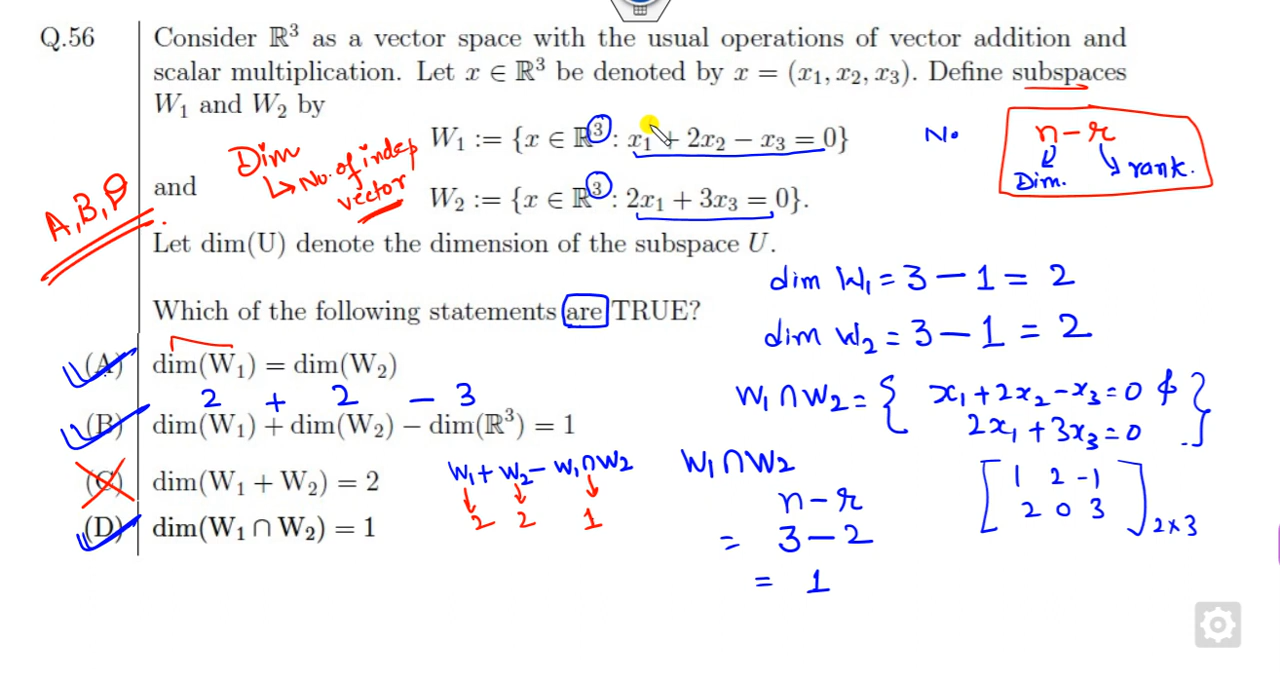 Q.56 Consider ℝ³ as a vector space with the usual operations of vector addition and
scalar multiplication. Let x ∈ ℝ³ be denoted by x = (x₁, x₂, x₃). Define subspaces
W₁ and W₂ by
W₁ := {x ∈ ℝ³ : x₁ + 2x₂ − x₃ = 0}
No.
n − r
Dim. rank.
Dim
↳ No. of indep
vector
and
W₂ := {x ∈ ℝ³ : 2x₁ + 3x₃ = 0}.
A, B, D
Let dim(U) denote the dimension of the subspace U.
dim W₁ = 3 − 1 = 2
Which of the following statements are TRUE?
dim W₂ = 3 − 1 = 2
(A) dim(W₁) = dim(W₂)
2 + 2 − 3
(B) dim(W₁) + dim(W₂) − dim(ℝ³) = 1
W₁ ∩ W₂ = { x₁ + 2x₂ − x₃ = 0 & }
2x₁ + 3x₃ = 0
(C) dim(W₁ + W₂) = 2
W₁ + W₂ − W₁ ∩ W₂
2 2 1
(D) dim(W₁ ∩ W₂) = 1
W₁ ∩ W₂
n − r
= 3 − 2
= 1
[ 1 2 −1
2 0 3 ] 2×3